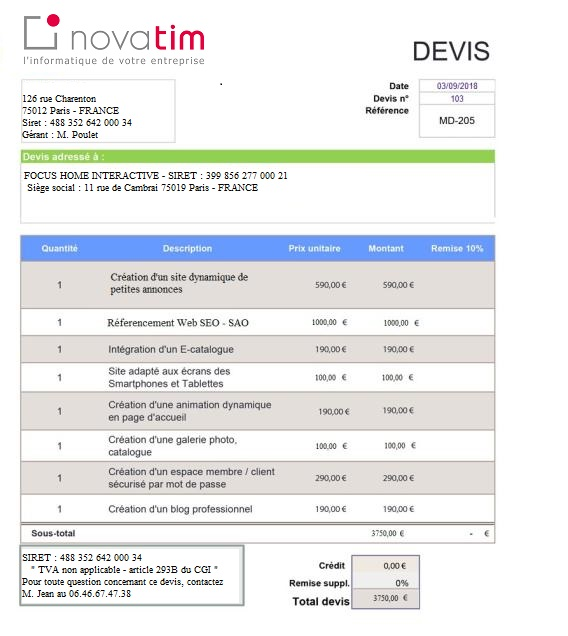 novatim
l'informatique de votre entreprise
DEVIS
126 rue Charenton
75012 Paris - FRANCE
Siret : 488 352 642 000 34
Gérant : M. Poulet
Date 03/09/2018
Devis n° 103
Référence MD-205
Devis adressé à :
FOCUS HOME INTERACTIVE - SIRET : 399 856 277 000 21
Siège social : 11 rue de Cambrai 75019 Paris - FRANCE
Quantité Description Prix unitaire Montant Remise 10%
1 Création d'un site dynamique de
petites annonces 590,00 € 590,00 €
1 Réferencement Web SEO - SAO 1000,00 € 1000,00 €
1 Intégration d'un E-catalogue 190,00 € 190,00 €
1 Site adapté aux écrans des
Smartphones et Tablettes 100,00 € 100,00 €
1 Création d'une animation dynamique
en page d'accueil 190,00 € 190,00 €
1 Création d'une galerie photo,
catalogue 100,00 € 100,00 €
1 Création d'un espace membre / client
sécurisé par mot de passe 290,00 € 290,00 €
1 Création d'un blog professionnel 190,00 € 190,00 €
Sous-total 3750,00 € - €
SIRET : 488 352 642 000 34
" TVA non applicable - article 293B du CGI "
Pour toute question concernant ce devis, contactez
M. Jean au 06.46.67.47.38
Crédit 0,00 €
Remise suppl. 0%
Total devis 3750,00 €